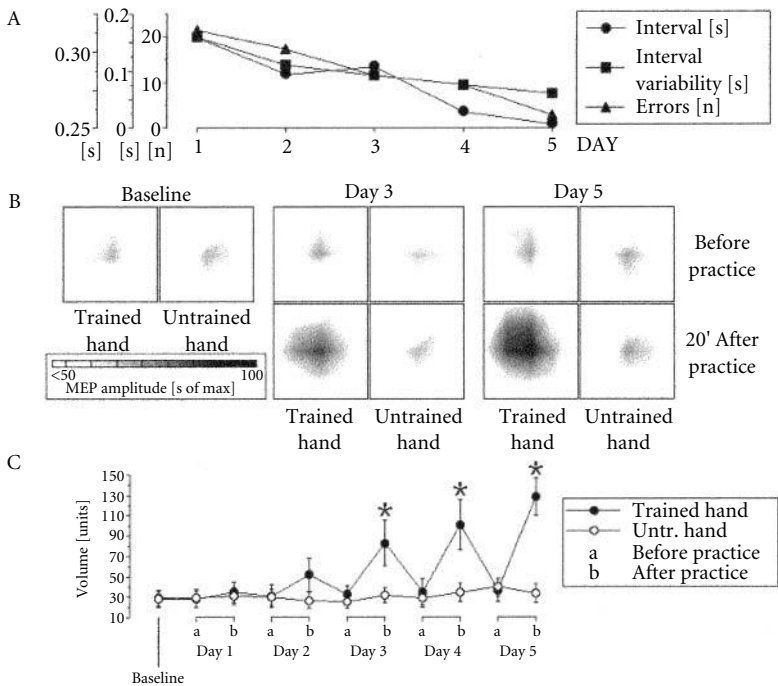 A
0.30
0.25
[s]
0.2
0.1
0
[s]
20
10
0
[n]
1
2
3
4
5
DAY
Interval [s]
Interval
variability [s]
Errors [n]
B
Baseline
Day 3
Day 5
Before
practice
Trained
hand
Untrained
hand
<50
100
MEP amplitude [s of max]
20' After
practice
Trained
hand
Untrained
hand
Trained
hand
Untrained
hand
C
Volume [units]
150
130
110
90
70
50
30
10
*
*
*
a
b
a
b
a
b
a
b
a
b
Day 1
Day 2
Day 3
Day 4
Day 5
Baseline
Trained hand
Untr. hand
a Before practice
b After practice